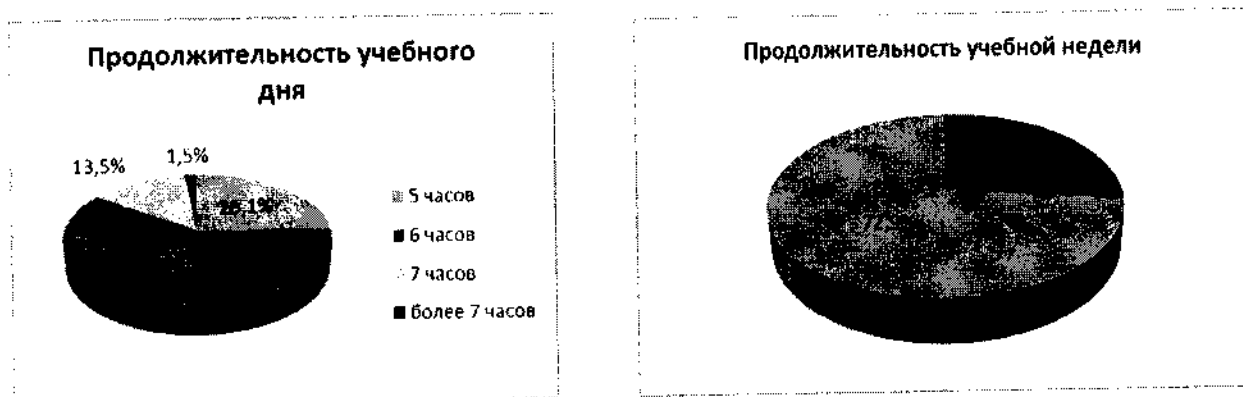 Продолжительность учебного
дня
13,5%
1,5%
5 часов
6 часов
7 часов
более 7 часов
Продолжительность учебной недели